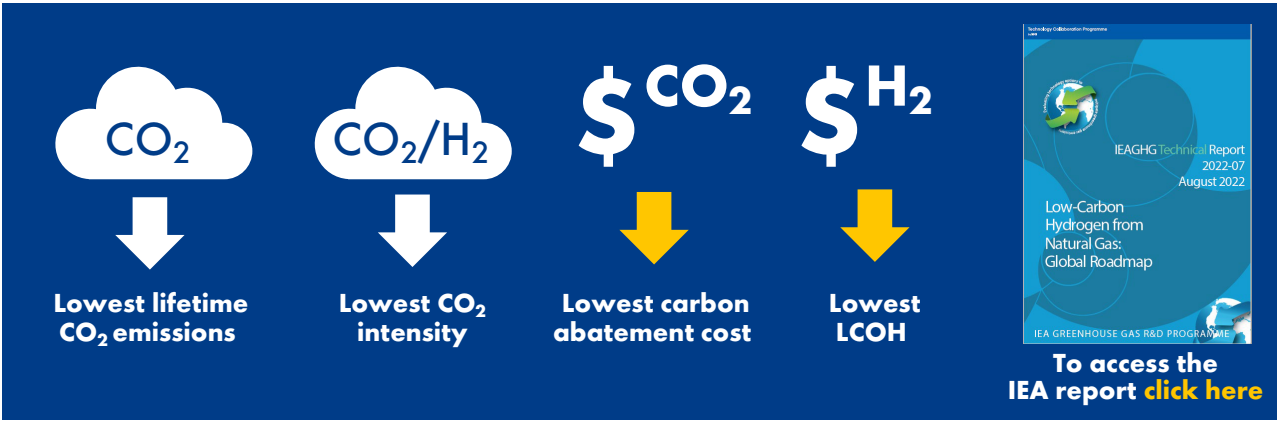 CO₂
Lowest lifetime
CO₂ emissions
CO₂/H₂
Lowest CO₂
intensity
$ CO₂
Lowest carbon
abatement cost
$ H₂
Lowest
LCOH
Technology Collaboration Programme
IEAGHG Technical Report
2022-07
August 2022
Low-Carbon
Hydrogen from
Natural Gas:
Global Roadmap
IEA GREENHOUSE GAS R&D PROGRAMME
To access the
IEA report click here